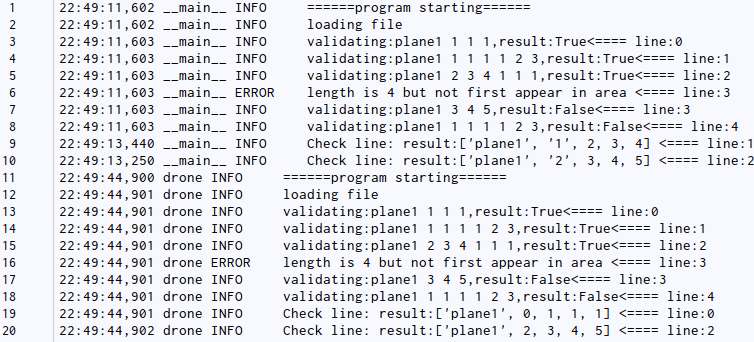 1 22:49:11,602 __main__ INFO ======program starting======
2 22:49:11,602 __main__ INFO loading file
3 22:49:11,603 __main__ INFO validating:plane1 1 1 1,result:True<==== line:0
4 22:49:11,603 __main__ INFO validating:plane1 1 1 1 1 2 3,result:True<==== line:1
5 22:49:11,603 __main__ INFO validating:plane1 2 3 4 1 1 1,result:True<==== line:2
6 22:49:11,603 __main__ ERROR length is 4 but not first appear in area <==== line:3
7 22:49:11,603 __main__ INFO validating:plane1 3 4 5,result:False<==== line:3
8 22:49:11,603 __main__ INFO validating:plane1 1 1 1 1 2 3,result:False<==== line:4
9 22:49:13,440 __main__ INFO Check line: result:['plane1', '1', 2, 3, 4] <==== line:1
10 22:49:13,250 __main__ INFO Check line: result:['plane1', '2', 3, 4, 5] <==== line:2
11 22:49:44,900 drone INFO ======program starting======
12 22:49:44,901 drone INFO loading file
13 22:49:44,901 drone INFO validating:plane1 1 1 1,result:True<==== line:0
14 22:49:44,901 drone INFO validating:plane1 1 1 1 1 2 3,result:True<==== line:1
15 22:49:44,901 drone INFO validating:plane1 2 3 4 1 1 1,result:True<==== line:2
16 22:49:44,901 drone ERROR length is 4 but not first appear in area <==== line:3
17 22:49:44,901 drone INFO validating:plane1 3 4 5,result:False<==== line:3
18 22:49:44,901 drone INFO validating:plane1 1 1 1 1 2 3,result:False<==== line:4
19 22:49:44,901 drone INFO Check line: result:['plane1', 0, 1, 1, 1] <==== line:0
20 22:49:44,902 drone INFO Check line: result:['plane1', 2, 3, 4, 5] <==== line:2